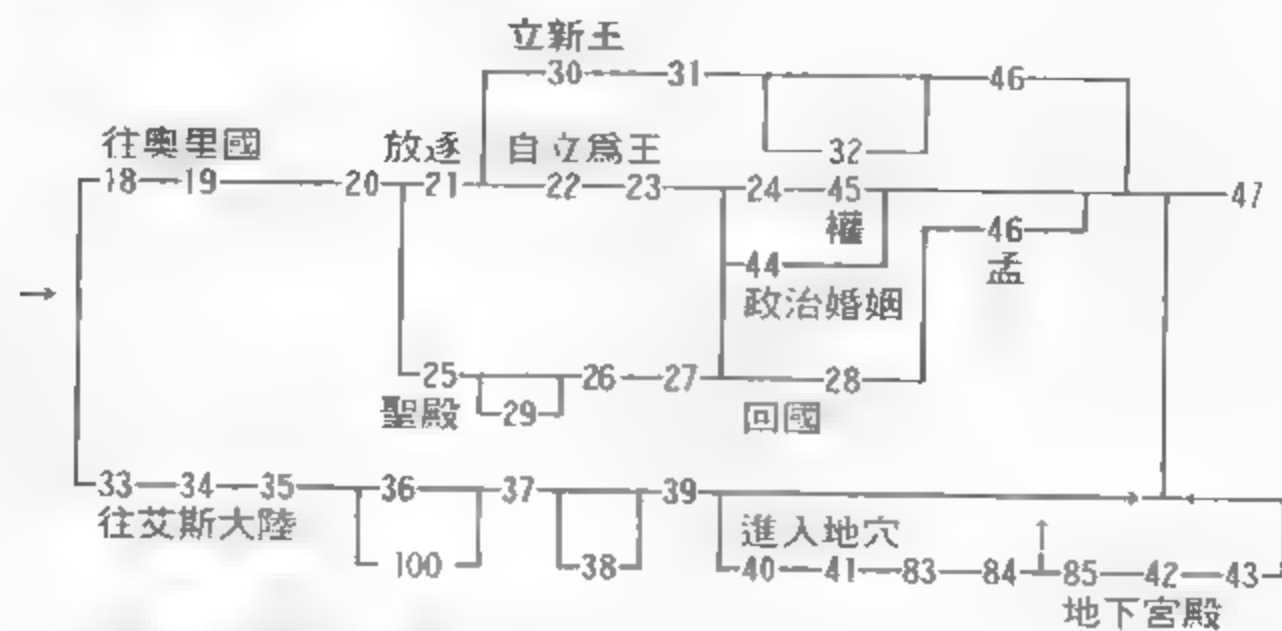 立新王
30 31 46
往奧里國 放逐 自立爲王 32
18 19 20 21 22 23 24 45 47
權 46
44 孟
政治婚姻
25 26 27 28
聖殿 29 回國
33 34 35 36 37 39
往艾斯大陸 進入地穴
100 38 40 41 83 84 85 42 43
地下宮殿